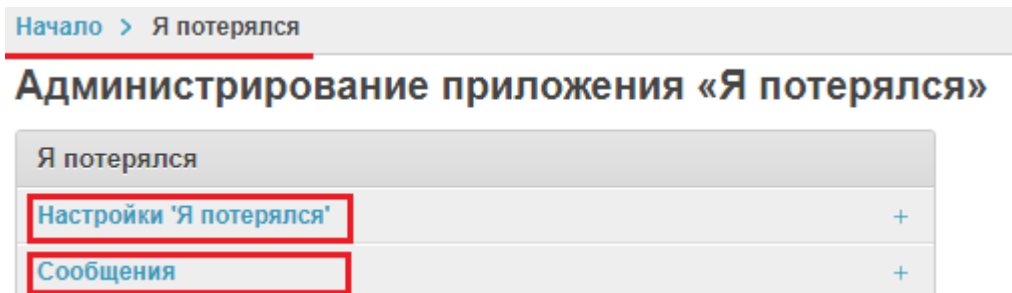 Начало > Я потерялся
Администрирование приложения «Я потерялся»
Я потерялся
Настройки 'Я потерялся' +
Сообщения +